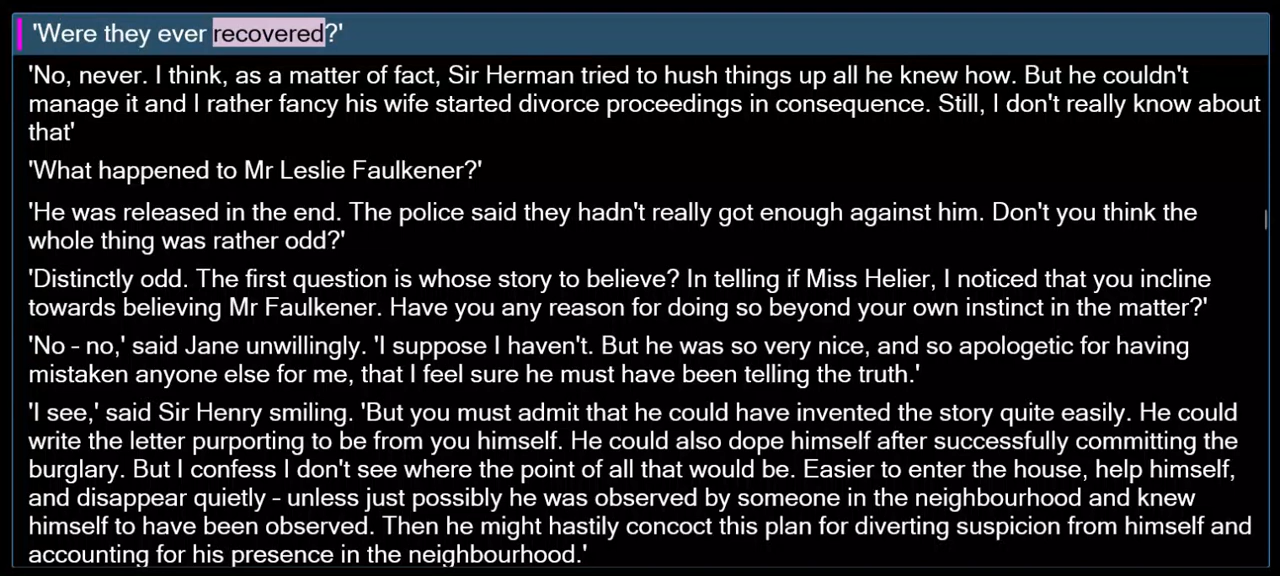 'Were they ever recovered?'
'No, never. I think, as a matter of fact, Sir Herman tried to hush things up all he knew how. But he couldn't
manage it and I rather fancy his wife started divorce proceedings in consequence. Still, I don't really know about
that'
'What happened to Mr Leslie Faulkener?'
'He was released in the end. The police said they hadn't really got enough against him. Don't you think the
whole thing was rather odd?'
'Distinctly odd. The first question is whose story to believe? In telling if Miss Helier, I noticed that you incline
towards believing Mr Faulkener. Have you any reason for doing so beyond your own instinct in the matter?'
'No – no,' said Jane unwillingly. 'I suppose I haven't. But he was so very nice, and so apologetic for having
mistaken anyone else for me, that I feel sure he must have been telling the truth.'
'I see,' said Sir Henry smiling. 'But you must admit that he could have invented the story quite easily. He could
write the letter purporting to be from you himself. He could also dope himself after successfully committing the
burglary. But I confess I don't see where the point of all that would be. Easier to enter the house, help himself,
and disappear quietly – unless just possibly he was observed by someone in the neighbourhood and knew
himself to have been observed. Then he might hastily concoct this plan for diverting suspicion from himself and
accounting for his presence in the neighbourhood.'